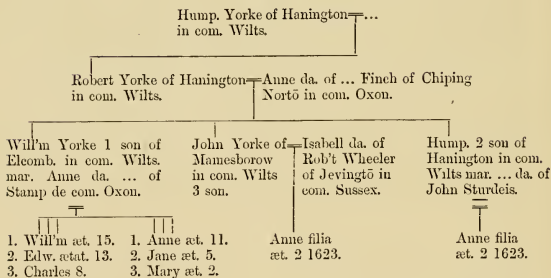 Hump. Yorke of Hanington=...
in com. Wilts.
Robert Yorke of Hanington=Anne da. of ... Finch of Chiping
in com. Wilts. Nortō in com. Oxon.
Will'm Yorke 1 son of
Elcomb. in com. Wilts.
mar. Anne da. ... of
Stamp de com. Oxon.
John Yorke of=Isabell da. of
Mamesborow Rob't Wheeler
in com. Wilts of Jevingtō in
3 son. com. Sussex.
Hump. 2 son of
Hanington in com.
Wilts mar. ... da. of
John Sturdeis.
1. Will'm æt. 15.
2. Edw. ætat. 13.
3. Charles 8.
1. Anne æt. 11.
2. Jane æt. 5.
3. Mary æt. 2.
Anne filia
æt. 2 1623.
Anne filia
æt. 2 1623.